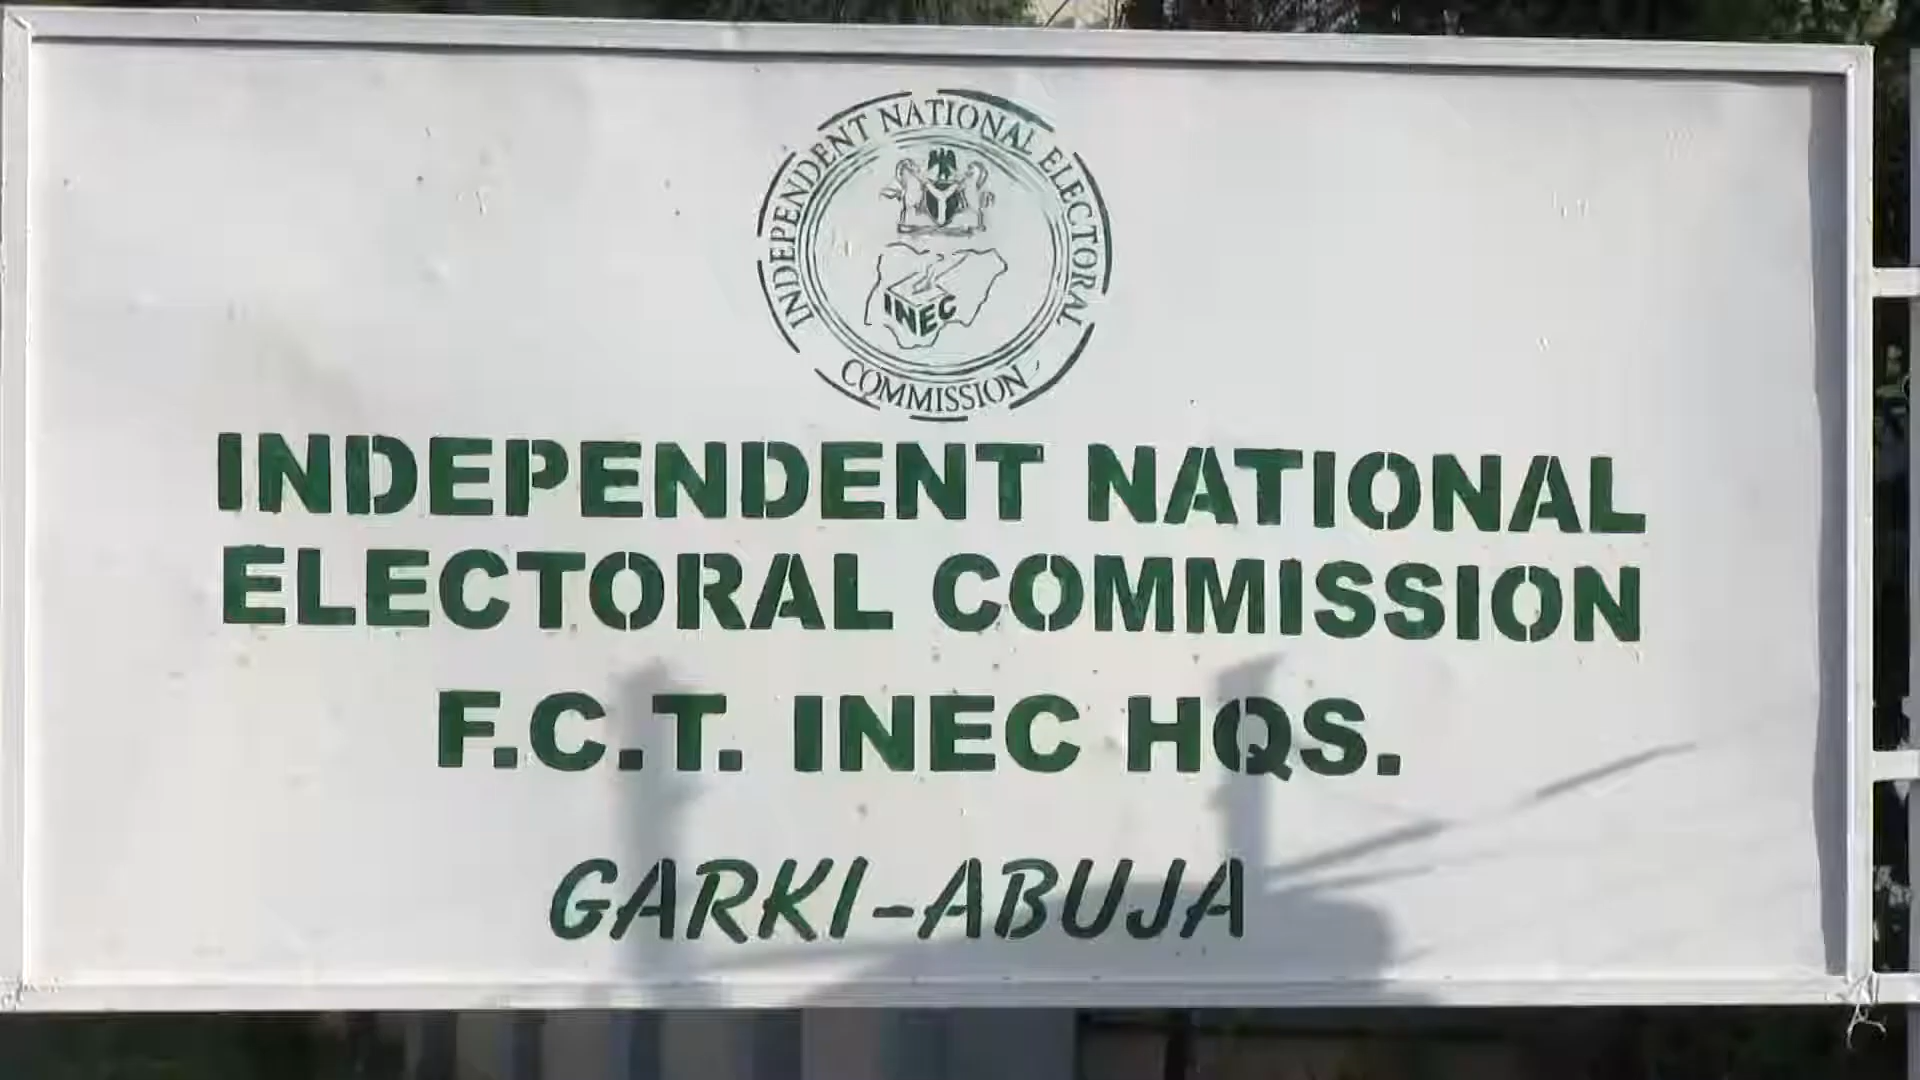 INDEPENDENT NATIONAL ELECTORAL
COMMISSION
INEC
INDEPENDENT NATIONAL
ELECTORAL COMMISSION
F.C.T. INEC HQS.
GARKI-ABUJA